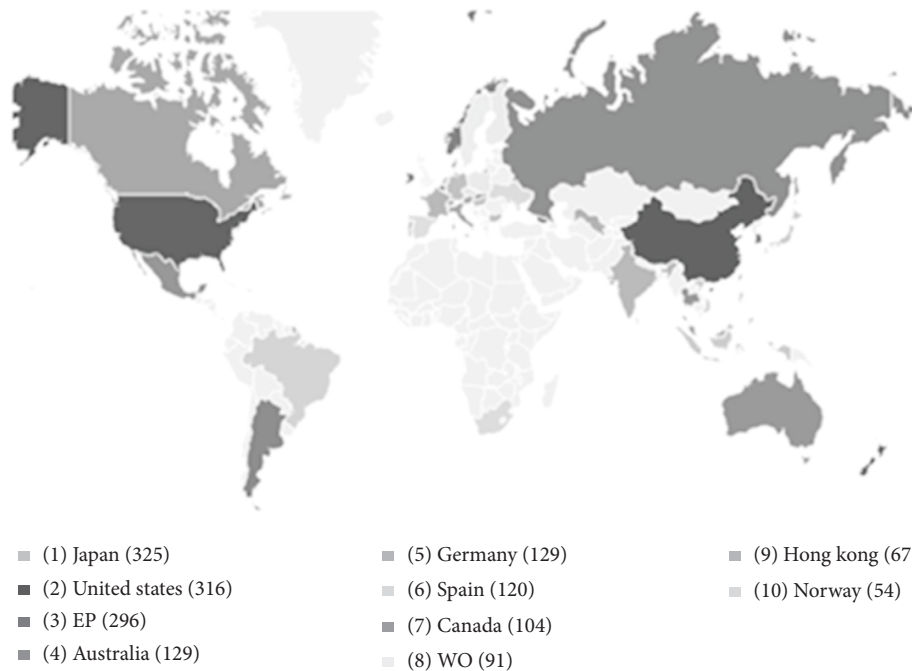 (1) Japan (325)
(2) United states (316)
(3) EP (296)
(4) Australia (129)
(5) Germany (129)
(6) Spain (120)
(7) Canada (104)
(8) WO (91)
(9) Hong kong (67
(10) Norway (54)